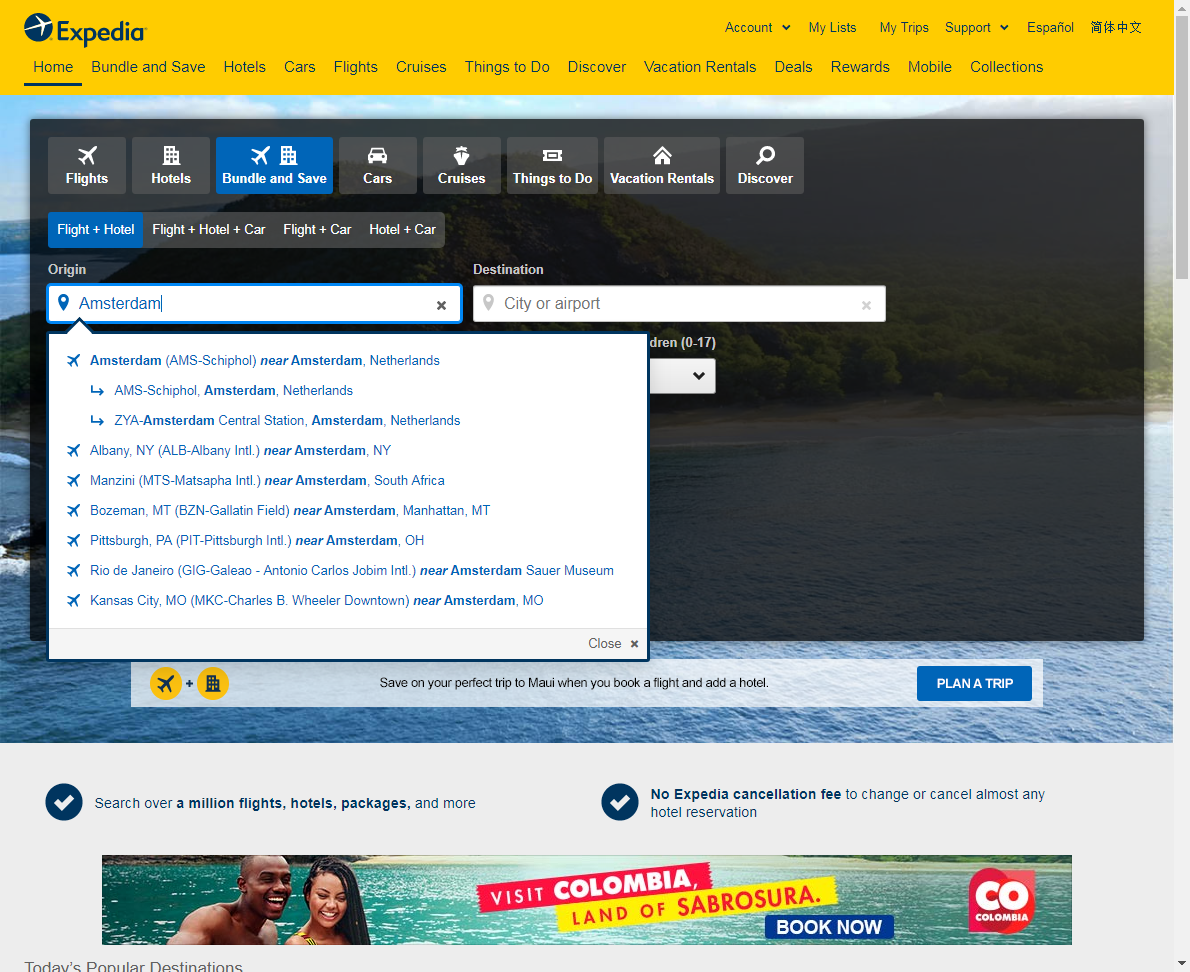 Expedia
Account My Lists My Trips Support Español 简体中文
Home Bundle and Save Hotels Cars Flights Cruises Things to Do Discover Vacation Rentals Deals Rewards Mobile Collections
Flights Hotels Bundle and Save Cars Cruises Things to Do Vacation Rentals Discover
Flight + Hotel Flight + Hotel + Car Flight + Car Hotel + Car
Origin Destination
Amsterdam City or airport
dren (0-17)
Amsterdam (AMS-Schiphol) near Amsterdam, Netherlands
AMS-Schiphol, Amsterdam, Netherlands
ZYA-Amsterdam Central Station, Amsterdam, Netherlands
Albany, NY (ALB-Albany Intl.) near Amsterdam, NY
Manzini (MTS-Matsapha Intl.) near Amsterdam, South Africa
Bozeman, MT (BZN-Gallatin Field) near Amsterdam, Manhattan, MT
Pittsburgh, PA (PIT-Pittsburgh Intl.) near Amsterdam, OH
Rio de Janeiro (GIG-Galeao - Antonio Carlos Jobim Intl.) near Amsterdam Sauer Museum
Kansas City, MO (MKC-Charles B. Wheeler Downtown) near Amsterdam, MO
Close
Save on your perfect trip to Maui when you book a flight and add a hotel.
PLAN A TRIP
Search over a million flights, hotels, packages, and more
No Expedia cancellation fee to change or cancel almost any
hotel reservation
VISIT COLOMBIA,
LAND OF SABROSURA.
BOOK NOW
CO
COLOMBIA
Today's Popular Destinations